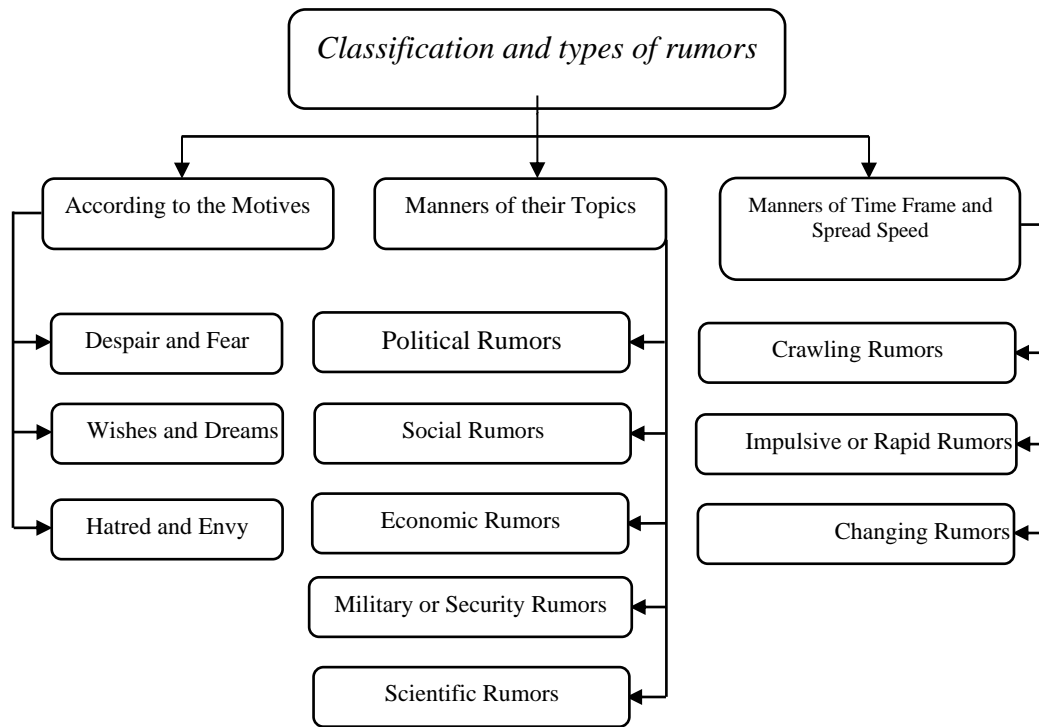 Classification and types of rumors
According to the Motives
Manners of their Topics
Manners of Time Frame and
Spread Speed
Despair and Fear
Wishes and Dreams
Hatred and Envy
Political Rumors
Social Rumors
Economic Rumors
Military or Security Rumors
Scientific Rumors
Crawling Rumors
Impulsive or Rapid Rumors
Changing Rumors